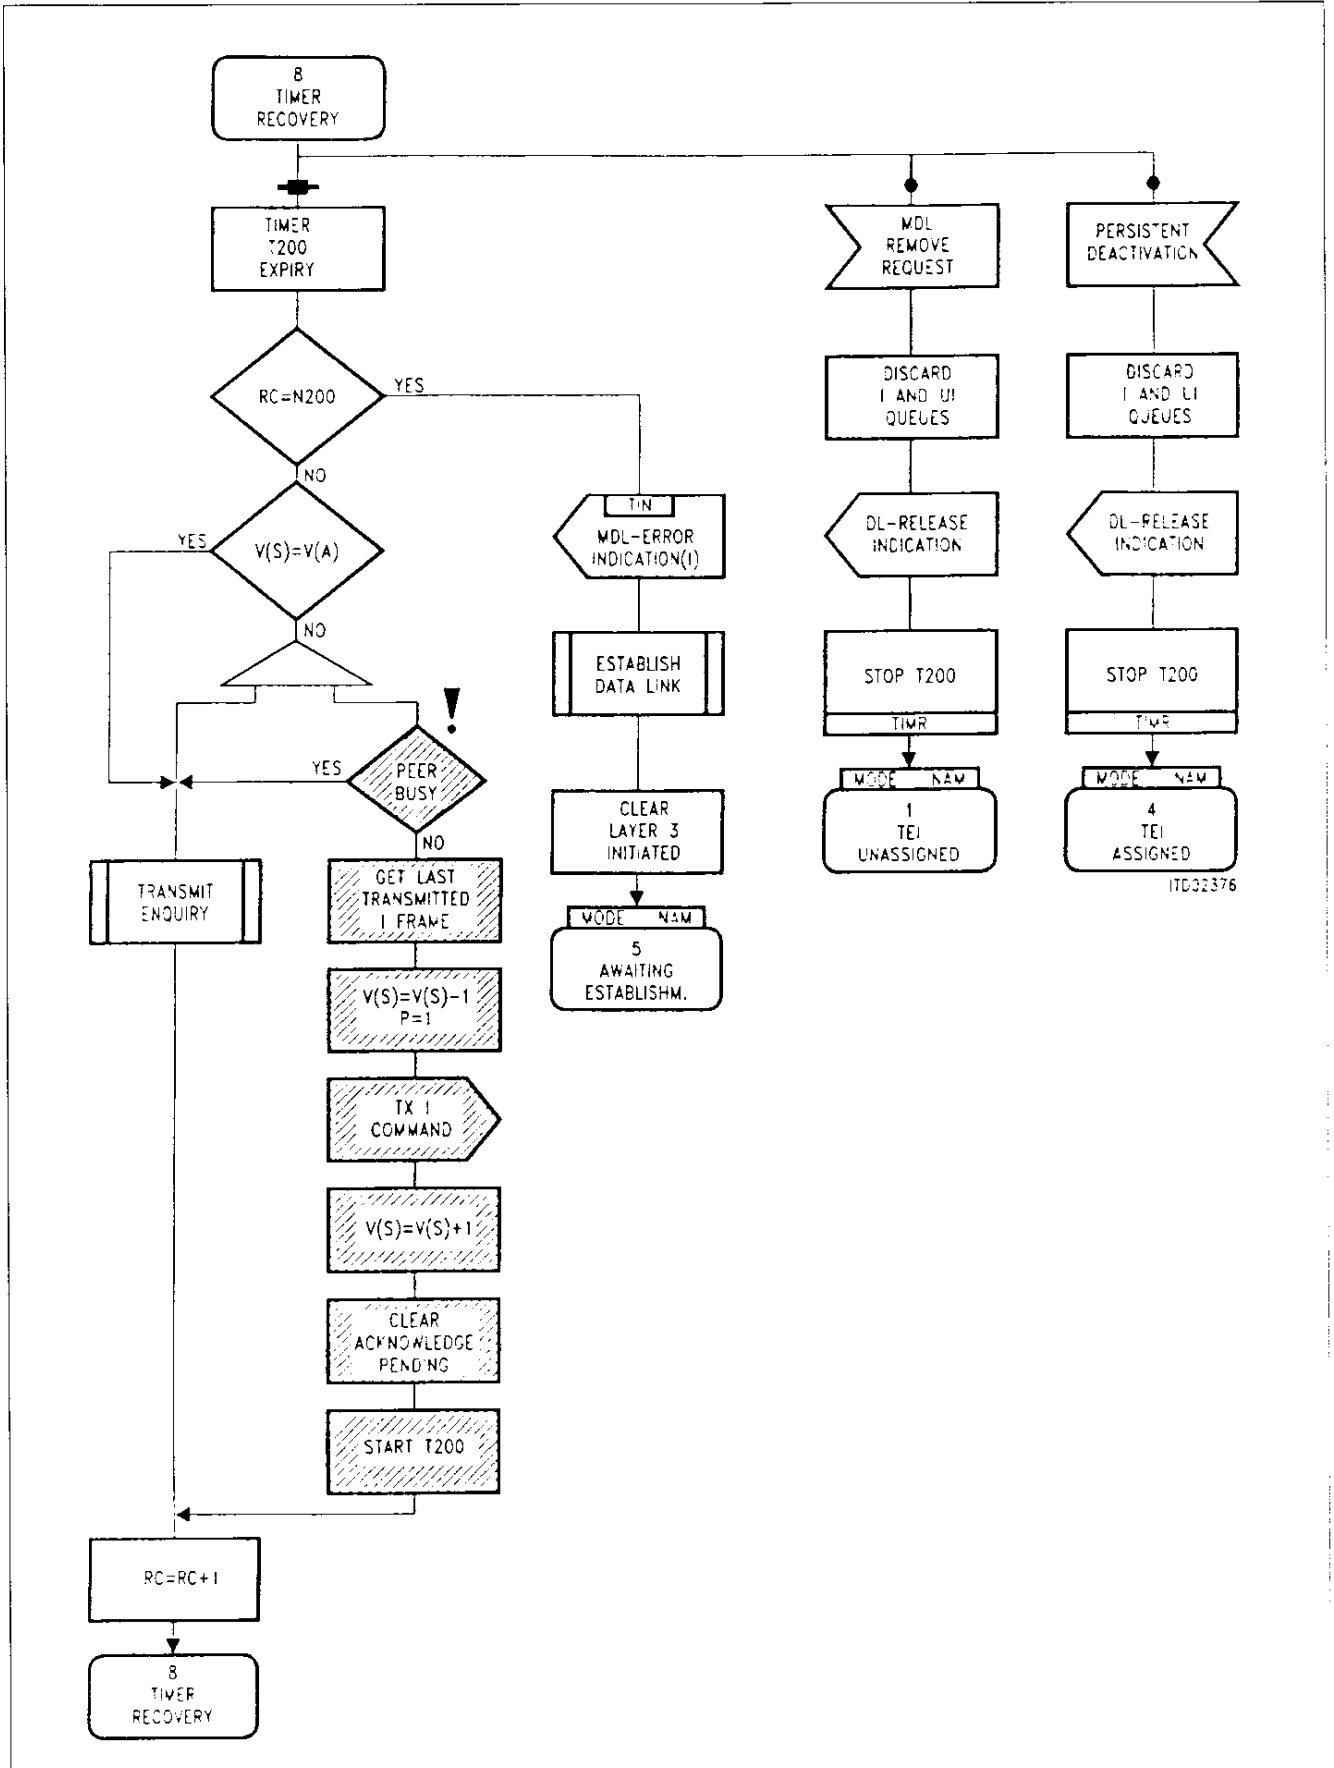 8
TIMER
RECOVERY
TIMER
T200
EXPIRY
RC=N200
YES
NO
V(S)=V(A)
YES
NO
PEER
BUSY
YES
NO
TRANSMIT
ENQUIRY
GET LAST
TRANSMITTED
I FRAME
V(S)=V(S)-1
P=1
TX I
COMMAND
V(S)=V(S)+1
CLEAR
ACKNOWLEDGE
PENDING
START T200
RC=RC+1
8
TIMER
RECOVERY
TIN
MDL-ERROR
INDICATION(I)
ESTABLISH
DATA LINK
CLEAR
LAYER 3
INITIATED
MODE NAM
5
AWAITING
ESTABLISHM.
MDL
REMOVE
REQUEST
DISCARD
I AND UI
QUEUES
DL-RELEASE
INDICATION
STOP T200
TIMR
MODE NAM
1
TEI
UNASSIGNED
PERSISTENT
DEACTIVATION
DISCARD
I AND UI
QUEUES
DL-RELEASE
INDICATION
STOP T200
TIMR
MODE NAM
4
TEI
ASSIGNED
ITD02376